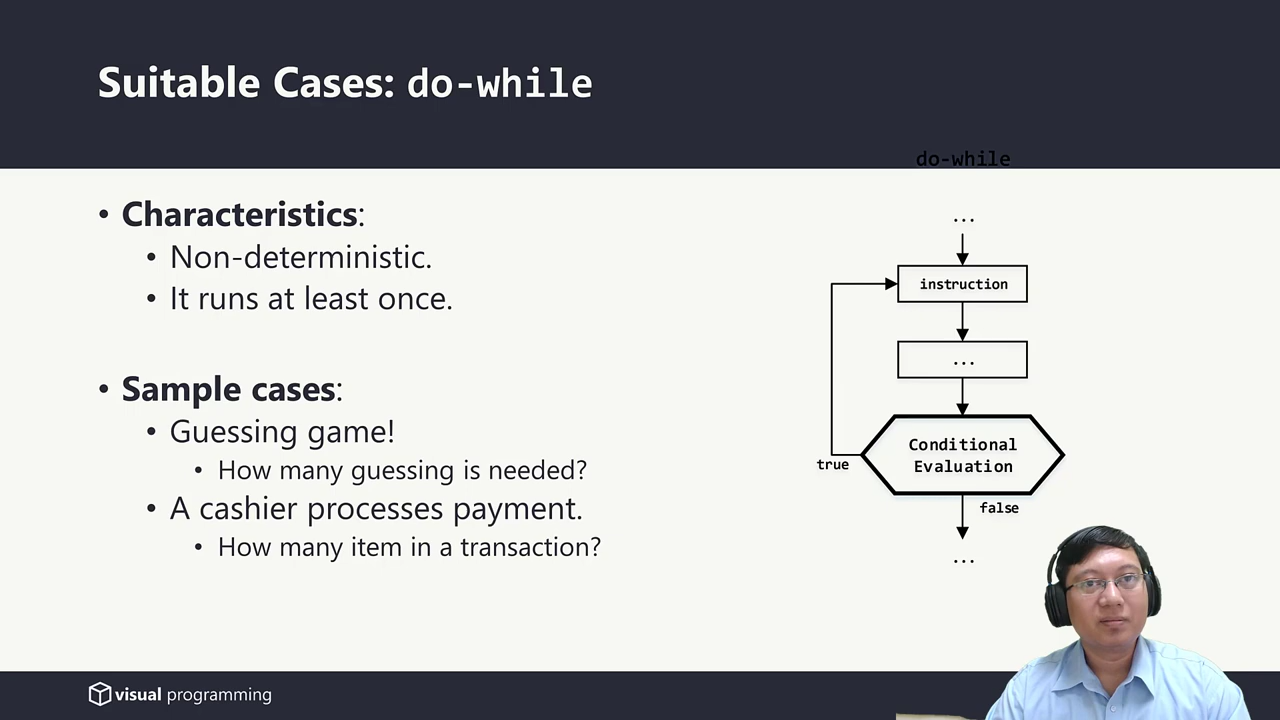 Suitable Cases: do-while
• Characteristics:
• Non-deterministic.
• It runs at least once.
• Sample cases:
• Guessing game!
• How many guessing is needed?
• A cashier processes payment.
• How many item in a transaction?
do-while
...
instruction
...
Conditional
Evaluation
true
false
...
visual programming